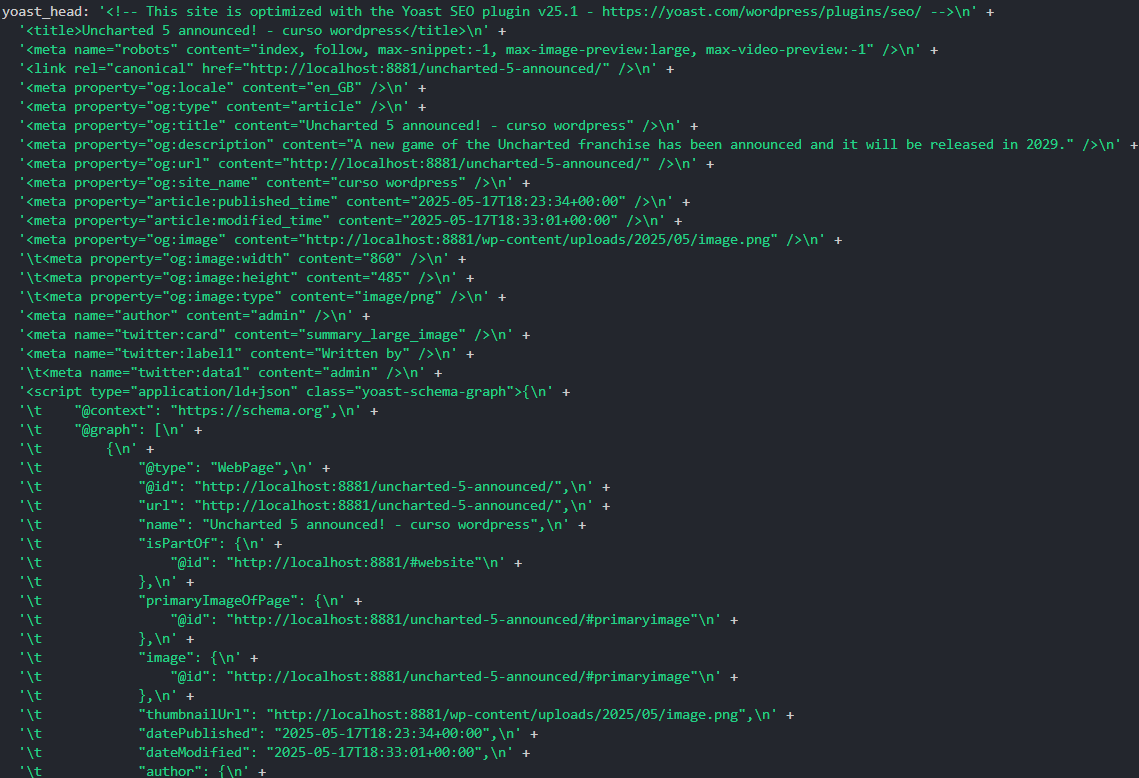 yoast_head: '<!-- This site is optimized with the Yoast SEO plugin v25.1 - https://yoast.com/wordpress/plugins/seo/ -->\n' +
'<title>Uncharted 5 announced! - curso wordpress</title>\n' +
'<meta name="robots" content="index, follow, max-snippet:-1, max-image-preview:large, max-video-preview:-1" />\n' +
'<link rel="canonical" href="http://localhost:8881/uncharted-5-announced/" />\n' +
'<meta property="og:locale" content="en_GB" />\n' +
'<meta property="og:type" content="article" />\n' +
'<meta property="og:title" content="Uncharted 5 announced! - curso wordpress" />\n' +
'<meta property="og:description" content="A new game of the Uncharted franchise has been announced and it will be released in 2029." />\n' +
'<meta property="og:url" content="http://localhost:8881/uncharted-5-announced/" />\n' +
'<meta property="og:site_name" content="curso wordpress" />\n' +
'<meta property="article:published_time" content="2025-05-17T18:23:34+00:00" />\n' +
'<meta property="article:modified_time" content="2025-05-17T18:33:01+00:00" />\n' +
'<meta property="og:image" content="http://localhost:8881/wp-content/uploads/2025/05/image.png" />\n' +
'\t<meta property="og:image:width" content="860" />\n' +
'\t<meta property="og:image:height" content="485" />\n' +
'\t<meta property="og:image:type" content="image/png" />\n' +
'<meta name="author" content="admin" />\n' +
'<meta name="twitter:card" content="summary_large_image" />\n' +
'<meta name="twitter:label1" content="Written by" />\n' +
'\t<meta name="twitter:data1" content="admin" />\n' +
'<script type="application/ld+json" class="yoast-schema-graph">{\n' +
'\t    "@context": "https://schema.org",\n' +
'\t    "@graph": [\n' +
'\t        {\n' +
'\t            "@type": "WebPage",\n' +
'\t            "@id": "http://localhost:8881/uncharted-5-announced/",\n' +
'\t            "url": "http://localhost:8881/uncharted-5-announced/",\n' +
'\t            "name": "Uncharted 5 announced! - curso wordpress",\n' +
'\t            "isPartOf": {\n' +
'\t                "@id": "http://localhost:8881/#website"\n' +
'\t            },\n' +
'\t            "primaryImageOfPage": {\n' +
'\t                "@id": "http://localhost:8881/uncharted-5-announced/#primaryimage"\n' +
'\t            },\n' +
'\t            "image": {\n' +
'\t                "@id": "http://localhost:8881/uncharted-5-announced/#primaryimage"\n' +
'\t            },\n' +
'\t            "thumbnailUrl": "http://localhost:8881/wp-content/uploads/2025/05/image.png",\n' +
'\t            "datePublished": "2025-05-17T18:23:34+00:00",\n' +
'\t            "dateModified": "2025-05-17T18:33:01+00:00",\n' +
'\t            "author": {\n' +